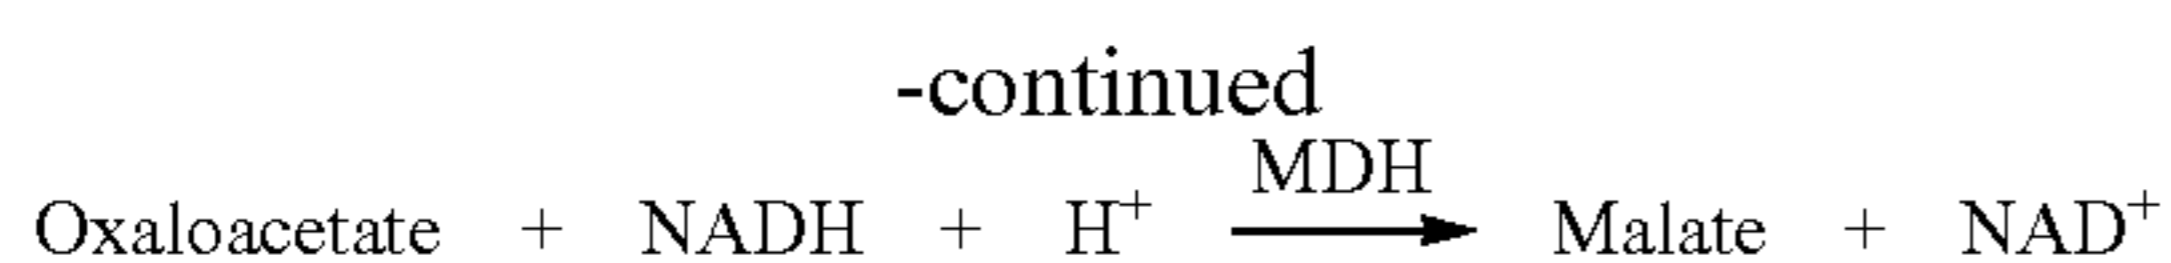 -continued
MDH
Oxaloacetate + NADH + H⁺ → Malate + NAD⁺